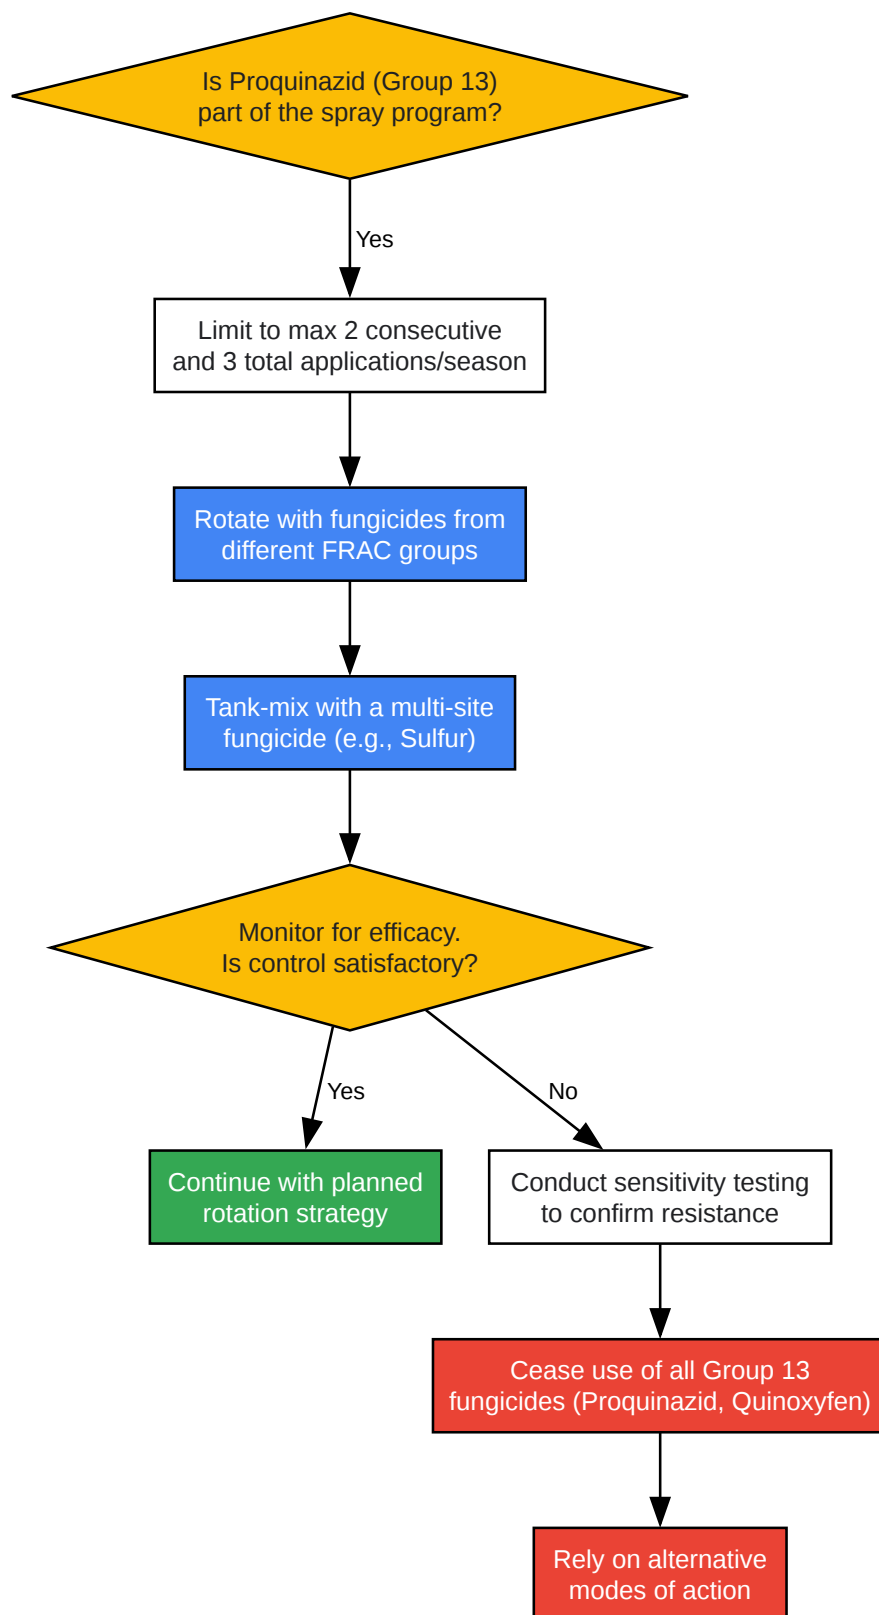 Is Proquinazid (Group 13)
part of the spray program?
Yes
Limit to max 2 consecutive
and 3 total applications/season
Rotate with fungicides from
different FRAC groups
Tank-mix with a multi-site
fungicide (e.g., Sulfur)
Monitor for efficacy.
Is control satisfactory?
Yes
No
Continue with planned
rotation strategy
Conduct sensitivity testing
to confirm resistance
Cease use of all Group 13
fungicides (Proquinazid, Quinoxyfen)
Rely on alternative
modes of action